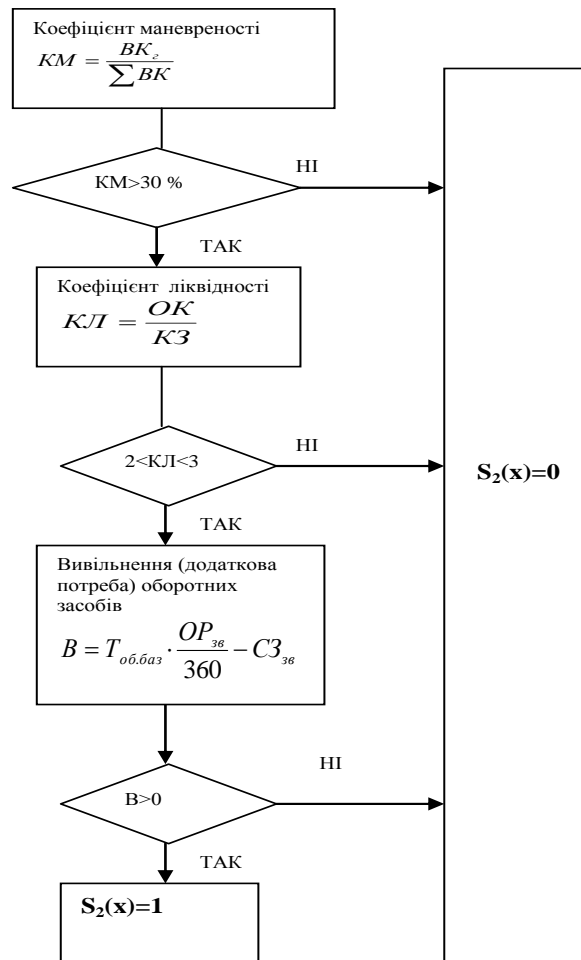 Коефіцієнт маневреності
КМ = ВК_г / ∑ ВК
КМ>30 %
НІ
ТАК
Коефіцієнт ліквідності
КЛ = ОК / КЗ
2<КЛ<3
НІ
ТАК
S₂(x)=0
Вивільнення (додаткова
потреба) оборотних
засобів
В = Т_об.баз · ОР_зв / 360 − СЗ_зв
НІ
В>0
ТАК
S₂(x)=1